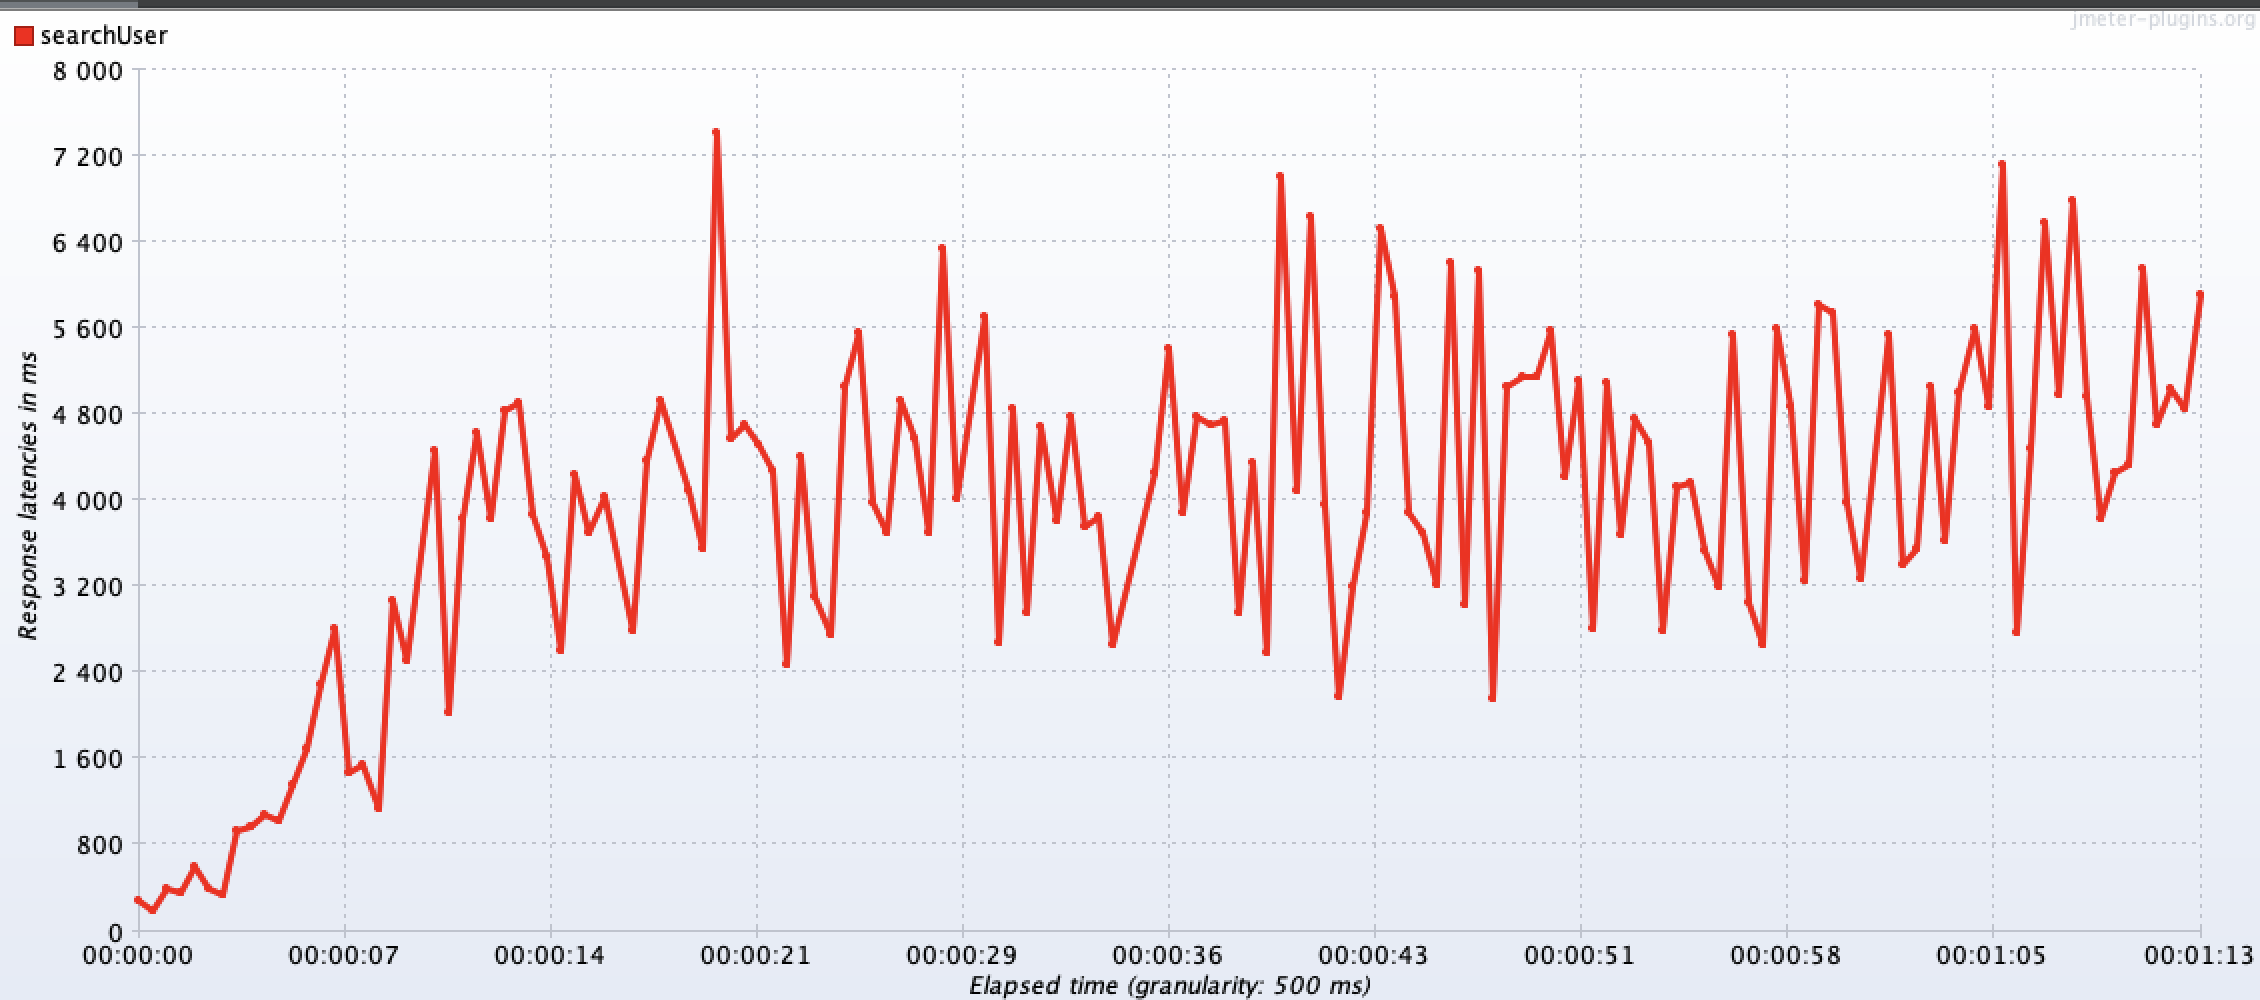 jmeter-plugins.org
searchUser
8 000
7 200
6 400
5 600
4 800
4 000
3 200
2 400
1 600
800
0
Response latencies in ms
00:00:00 00:00:07 00:00:14 00:00:21 00:00:29 00:00:36 00:00:43 00:00:51 00:00:58 00:01:05 00:01:13
Elapsed time (granularity: 500 ms)